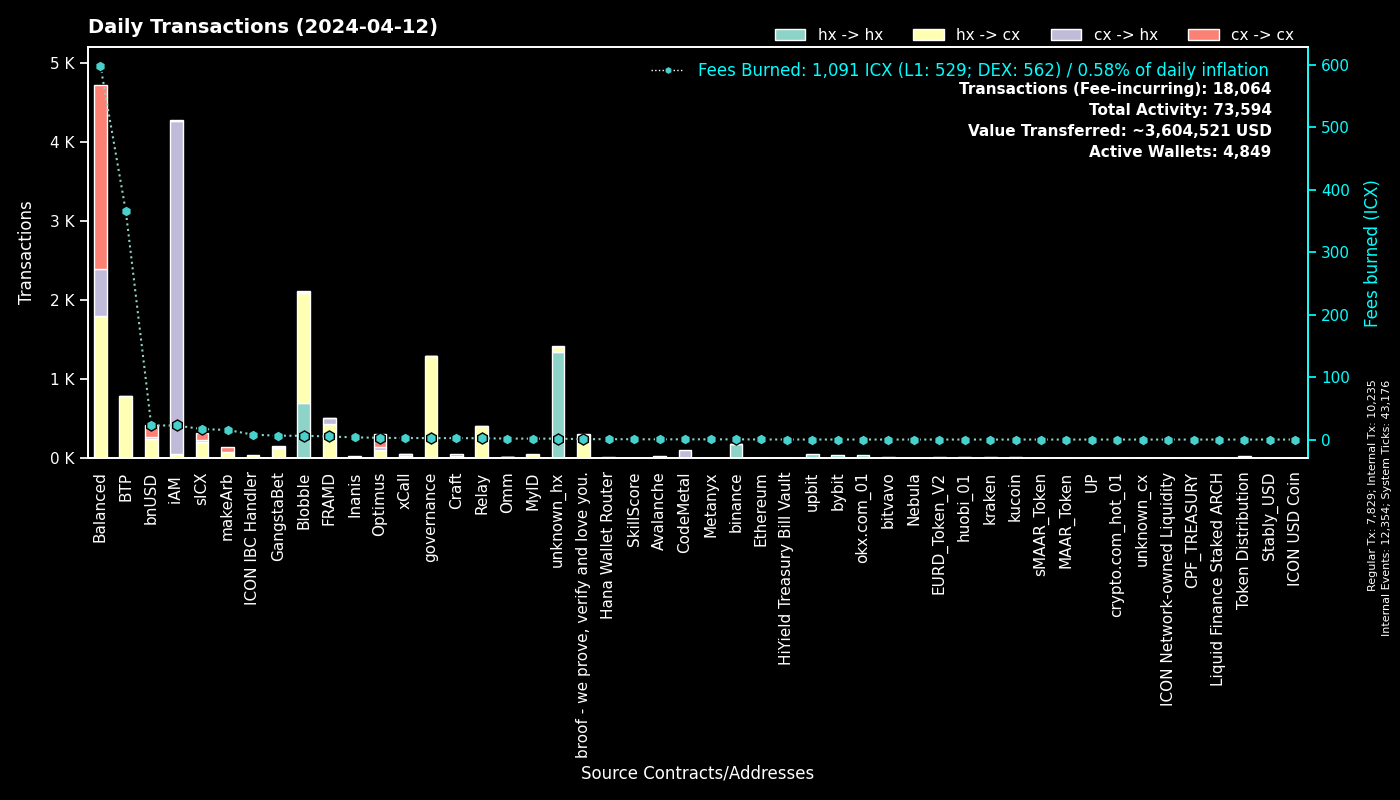 Daily Transactions (2024-04-12)
hx -> hx
hx -> cx
cx -> hx
cx -> cx
Fees Burned: 1,091 ICX (L1: 529; DEX: 562) / 0.58% of daily inflation
Transactions (Fee-incurring): 18,064
Total Activity: 73,594
Value Transferred: ~3,604,521 USD
Active Wallets: 4,849
Transactions
5 K
4 K
3 K
2 K
1 K
0 K
600
500
400
300
200
100
0
Fees burned (ICX)
Regular Tx: 7,829; Internal Tx: 10,235
Internal Events: 12,354; System Ticks: 43,176
Balanced
BTP
bnUSD
iAM
sICX
makeArb
ICON IBC Handler
GangstaBet
Blobble
FRAMD
Inanis
Optimus
xCall
governance
Craft
Relay
Omm
MyID
unknown_hx
broof - we prove, verify and love you.
Hana Wallet Router
SkillScore
Avalanche
CodeMetal
Metanyx
binance
Ethereum
HiYield Treasury Bill Vault
upbit
bybit
okx.com_01
bitvavo
Nebula
EURD_Token_V2
huobi_01
kraken
kucoin
sMAAR_Token
MAAR_Token
UP
crypto.com_hot_01
unknown_cx
ICON Network-owned Liquidity
CPF_TREASURY
Liquid Finance Staked ARCH
Token Distribution
Stably_USD
ICON USD Coin
Source Contracts/Addresses